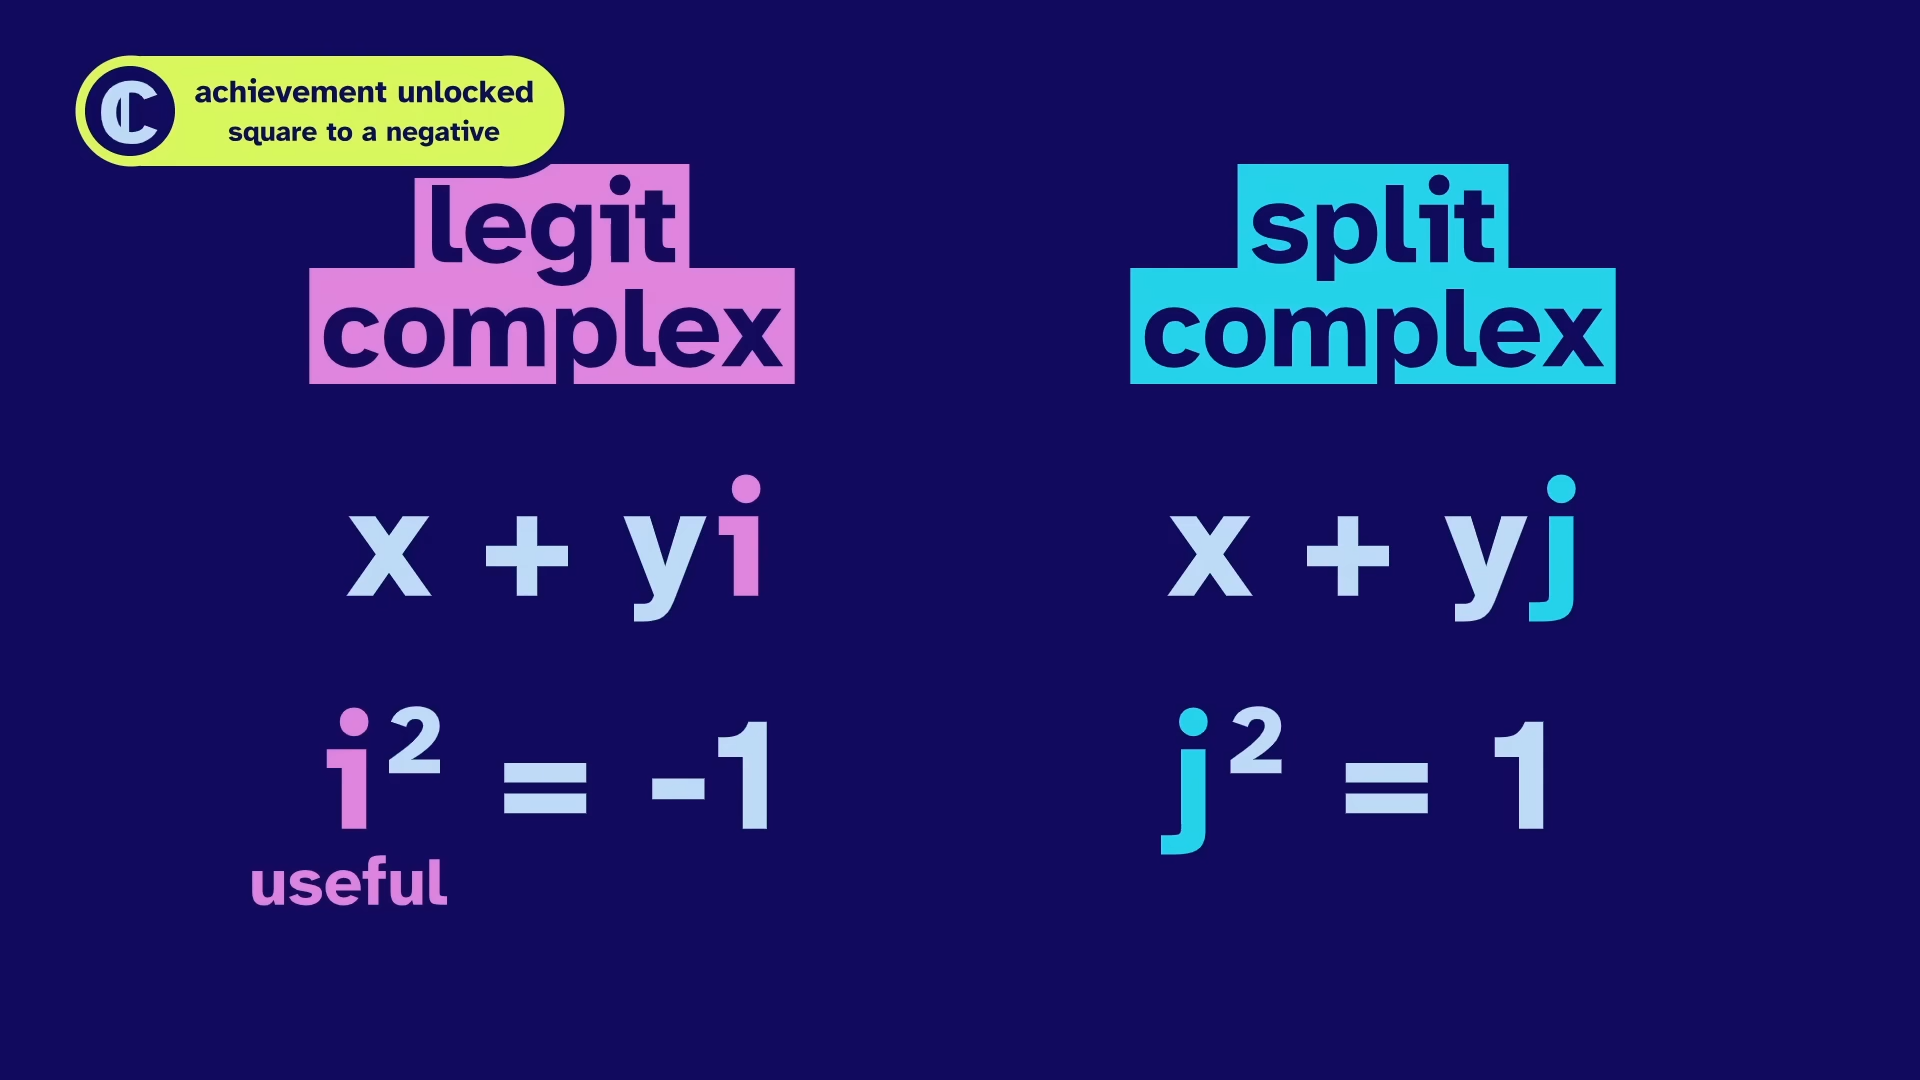 ℂ
achievement unlocked
square to a negative
legit
complex
x + yi
i² = -1
useful
split
complex
x + yj
j² = 1